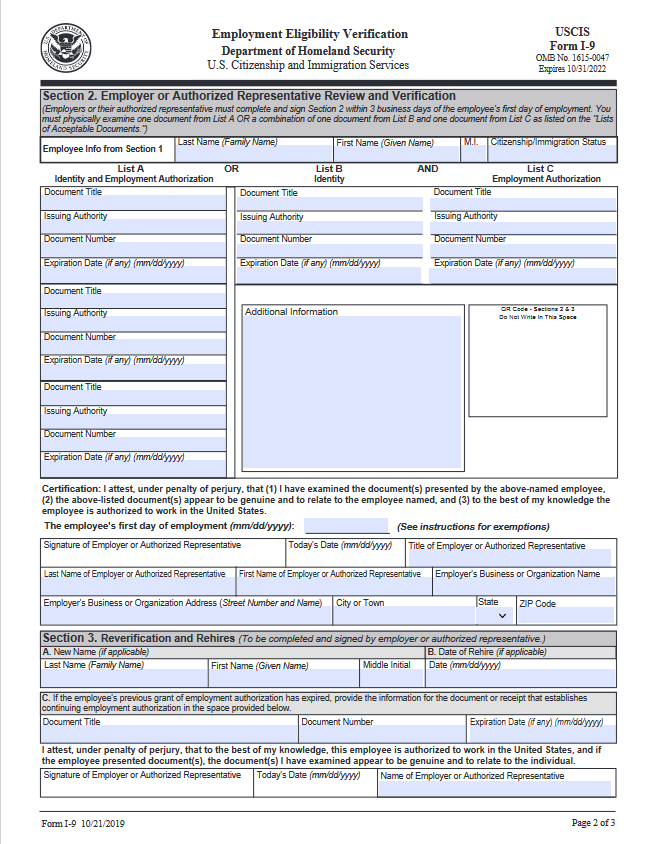 U.S. DEPARTMENT OF HOMELAND SECURITY
Employment Eligibility Verification
Department of Homeland Security
U.S. Citizenship and Immigration Services
USCIS
Form I-9
OMB No. 1615-0047
Expires 10/31/2022
Section 2. Employer or Authorized Representative Review and Verification
(Employers or their authorized representative must complete and sign Section 2 within 3 business days of the employee's first day of employment. You
must physically examine one document from List A OR a combination of one document from List B and one document from List C as listed on the "Lists
of Acceptable Documents.")
Employee Info from Section 1
Last Name (Family Name)
First Name (Given Name)
M.I.
Citizenship/Immigration Status
List A
Identity and Employment Authorization
OR
List B
Identity
AND
List C
Employment Authorization
Document Title
Issuing Authority
Document Number
Expiration Date (if any) (mm/dd/yyyy)
Document Title
Issuing Authority
Document Number
Expiration Date (if any) (mm/dd/yyyy)
Document Title
Issuing Authority
Document Number
Expiration Date (if any) (mm/dd/yyyy)
Document Title
Issuing Authority
Document Number
Expiration Date (if any) (mm/dd/yyyy)
Document Title
Issuing Authority
Document Number
Expiration Date (if any) (mm/dd/yyyy)
Additional Information
QR Code - Sections 2 & 3
Do Not Write In This Space
Certification: I attest, under penalty of perjury, that (1) I have examined the document(s) presented by the above-named employee,
(2) the above-listed document(s) appear to be genuine and to relate to the employee named, and (3) to the best of my knowledge the
employee is authorized to work in the United States.
The employee's first day of employment (mm/dd/yyyy):
(See instructions for exemptions)
Signature of Employer or Authorized Representative
Today's Date (mm/dd/yyyy)
Title of Employer or Authorized Representative
Last Name of Employer or Authorized Representative
First Name of Employer or Authorized Representative
Employer's Business or Organization Name
Employer's Business or Organization Address (Street Number and Name)
City or Town
State
ZIP Code
Section 3. Reverification and Rehires (To be completed and signed by employer or authorized representative.)
A. New Name (if applicable)
B. Date of Rehire (if applicable)
Last Name (Family Name)
First Name (Given Name)
Middle Initial
Date (mm/dd/yyyy)
C. If the employee's previous grant of employment authorization has expired, provide the information for the document or receipt that establishes
continuing employment authorization in the space provided below.
Document Title
Document Number
Expiration Date (if any) (mm/dd/yyyy)
I attest, under penalty of perjury, that to the best of my knowledge, this employee is authorized to work in the United States, and if
the employee presented document(s), the document(s) I have examined appear to be genuine and to relate to the individual.
Signature of Employer or Authorized Representative
Today's Date (mm/dd/yyyy)
Name of Employer or Authorized Representative
Form I-9 10/21/2019
Page 2 of 3